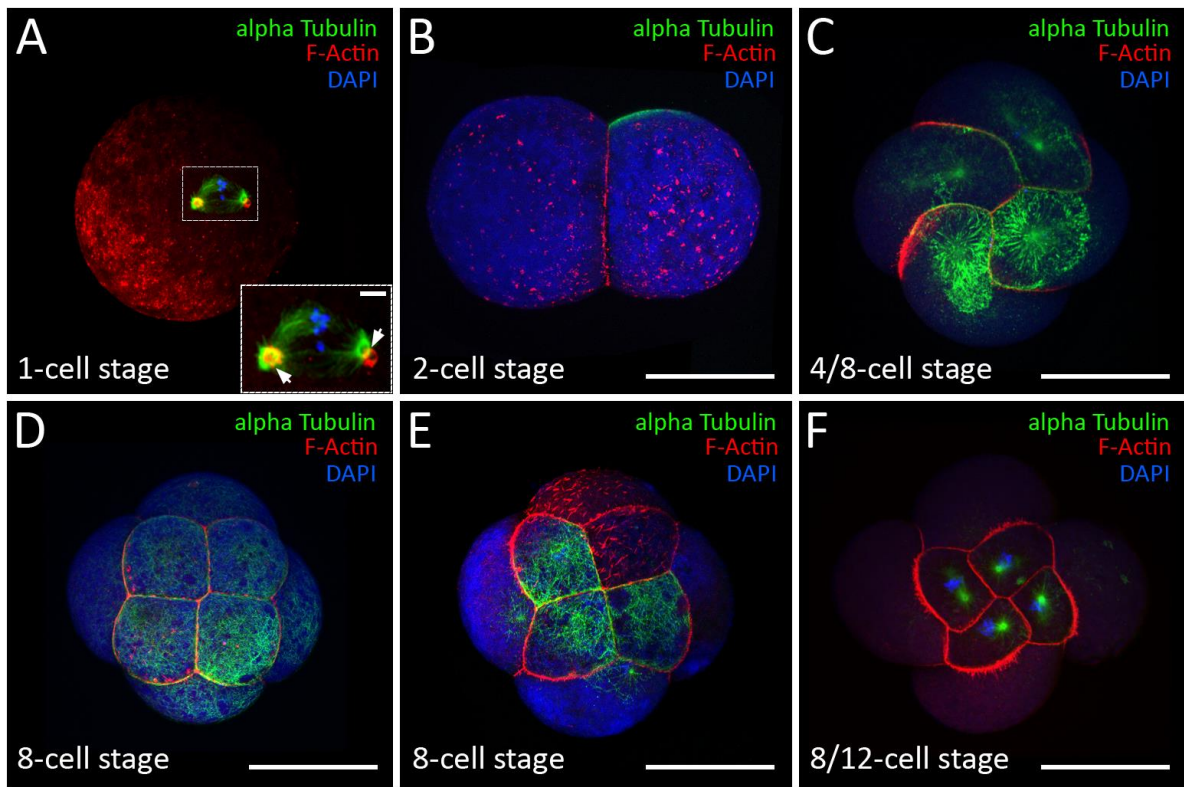 A
alpha Tubulin
F-Actin
DAPI
1-cell stage
B
alpha Tubulin
F-Actin
DAPI
2-cell stage
C
alpha Tubulin
F-Actin
DAPI
4/8-cell stage
D
alpha Tubulin
F-Actin
DAPI
8-cell stage
E
alpha Tubulin
F-Actin
DAPI
8-cell stage
F
alpha Tubulin
F-Actin
DAPI
8/12-cell stage